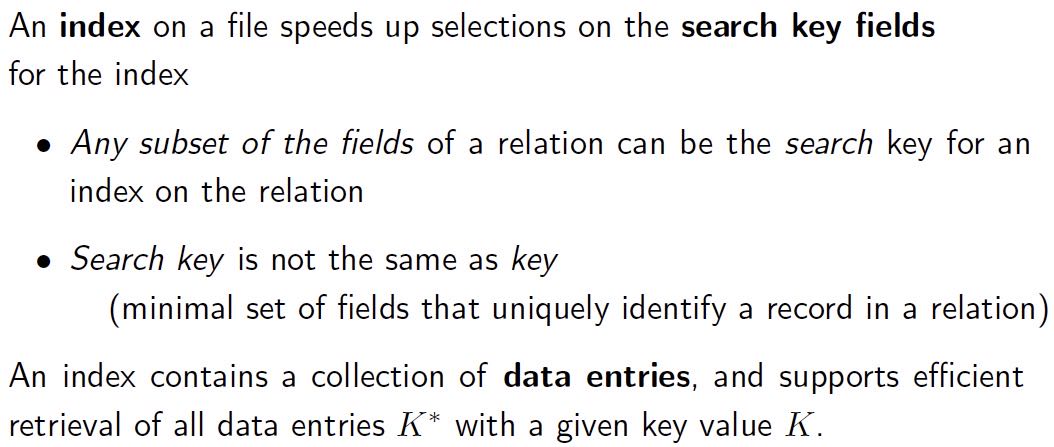 An index on a file speeds up selections on the search key fields
for the index
• Any subset of the fields of a relation can be the search key for an
index on the relation
• Search key is not the same as key
(minimal set of fields that uniquely identify a record in a relation)
An index contains a collection of data entries, and supports efficient
retrieval of all data entries K* with a given key value K.